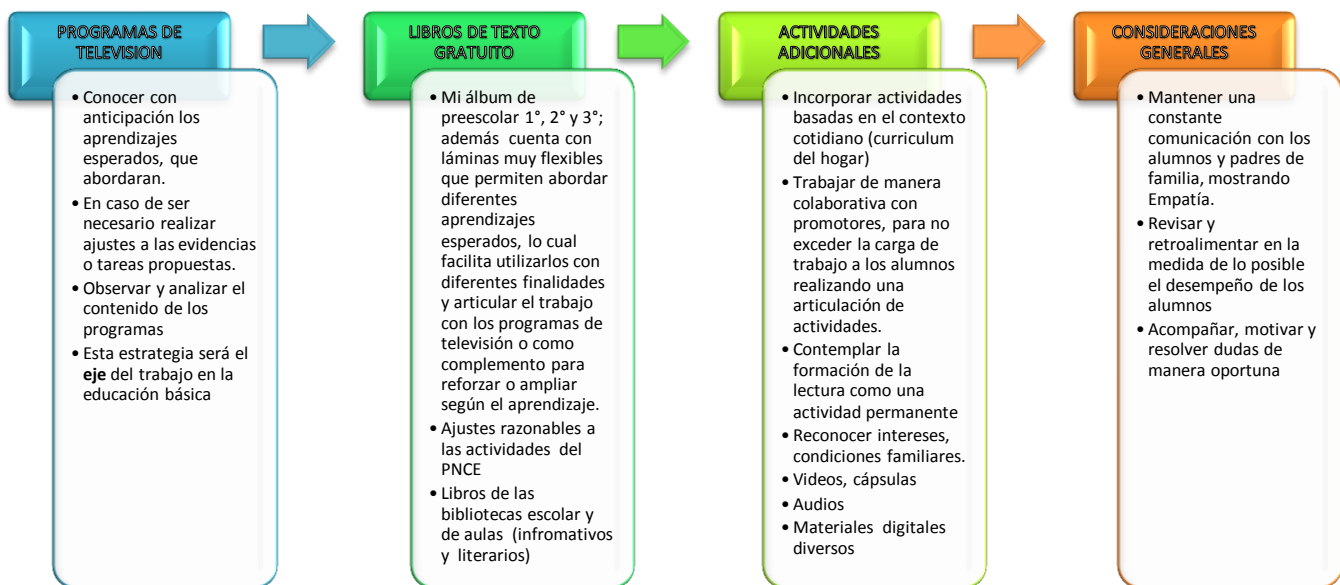 PROGRAMAS DE
TELEVISION
• Conocer con
anticipación los
aprendizajes
esperados, que
abordaran.
• En caso de ser
necesario realizar
ajustes a las evidencias
o tareas propuestas.
• Observar y analizar el
contenido de los
programas
• Esta estrategia será el
eje del trabajo en la
educación básica
LIBROS DE TEXTO
GRATUITO
• Mi álbum de
preescolar 1°, 2° y 3°;
además cuenta con
láminas muy flexibles
que permiten abordar
diferentes
aprendizajes
esperados, lo cual
facilita utilizarlos con
diferentes finalidades
y articular el trabajo
con los programas de
televisión o como
complemento para
reforzar o ampliar
según el aprendizaje.
• Ajustes razonables a
las actividades del
PNCE
• Libros de las
bibliotecas escolar y
de aulas (infromativos
y literarios)
ACTIVIDADES
ADICIONALES
• Incorporar actividades
basadas en el contexto
cotidiano (curriculum
del hogar)
• Trabajar de manera
colaborativa con
promotores, para no
exceder la carga de
trabajo a los alumnos
realizando una
articulación de
actividades.
• Contemplar la
formación de la
lectura como una
actividad permanente
• Reconocer intereses,
condiciones familiares.
• Videos, cápsulas
• Audios
• Materiales digitales
diversos
CONSIDERACIONES
GENERALES
• Mantener una
constante
comunicación con los
alumnos y padres de
familia, mostrando
Empatía.
• Revisar y
retroalimentar en la
medida de lo posible
el desempeño de los
alumnos
• Acompañar, motivar y
resolver dudas de
manera oportuna